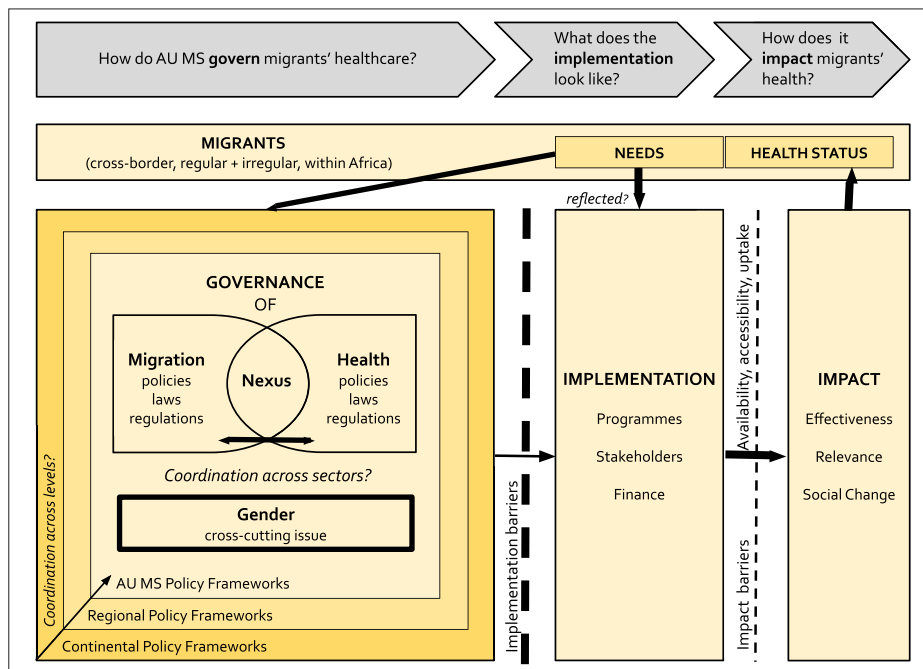 How do AU MS govern migrants' healthcare?
What does the
implementation
look like?
How does it
impact migrants'
health?
MIGRANTS
(cross-border, regular + irregular, within Africa)
NEEDS
HEALTH STATUS
reflected?
GOVERNANCE
OF
Migration
policies
laws
regulations
Nexus
Health
policies
laws
regulations
Coordination across sectors?
Gender
cross-cutting issue
AU MS Policy Frameworks
Regional Policy Frameworks
Continental Policy Frameworks
Coordination across levels?
Implementation barriers
IMPLEMENTATION
Programmes
Stakeholders
Finance
Availability, accessibility, uptake
Impact barriers
IMPACT
Effectiveness
Relevance
Social Change